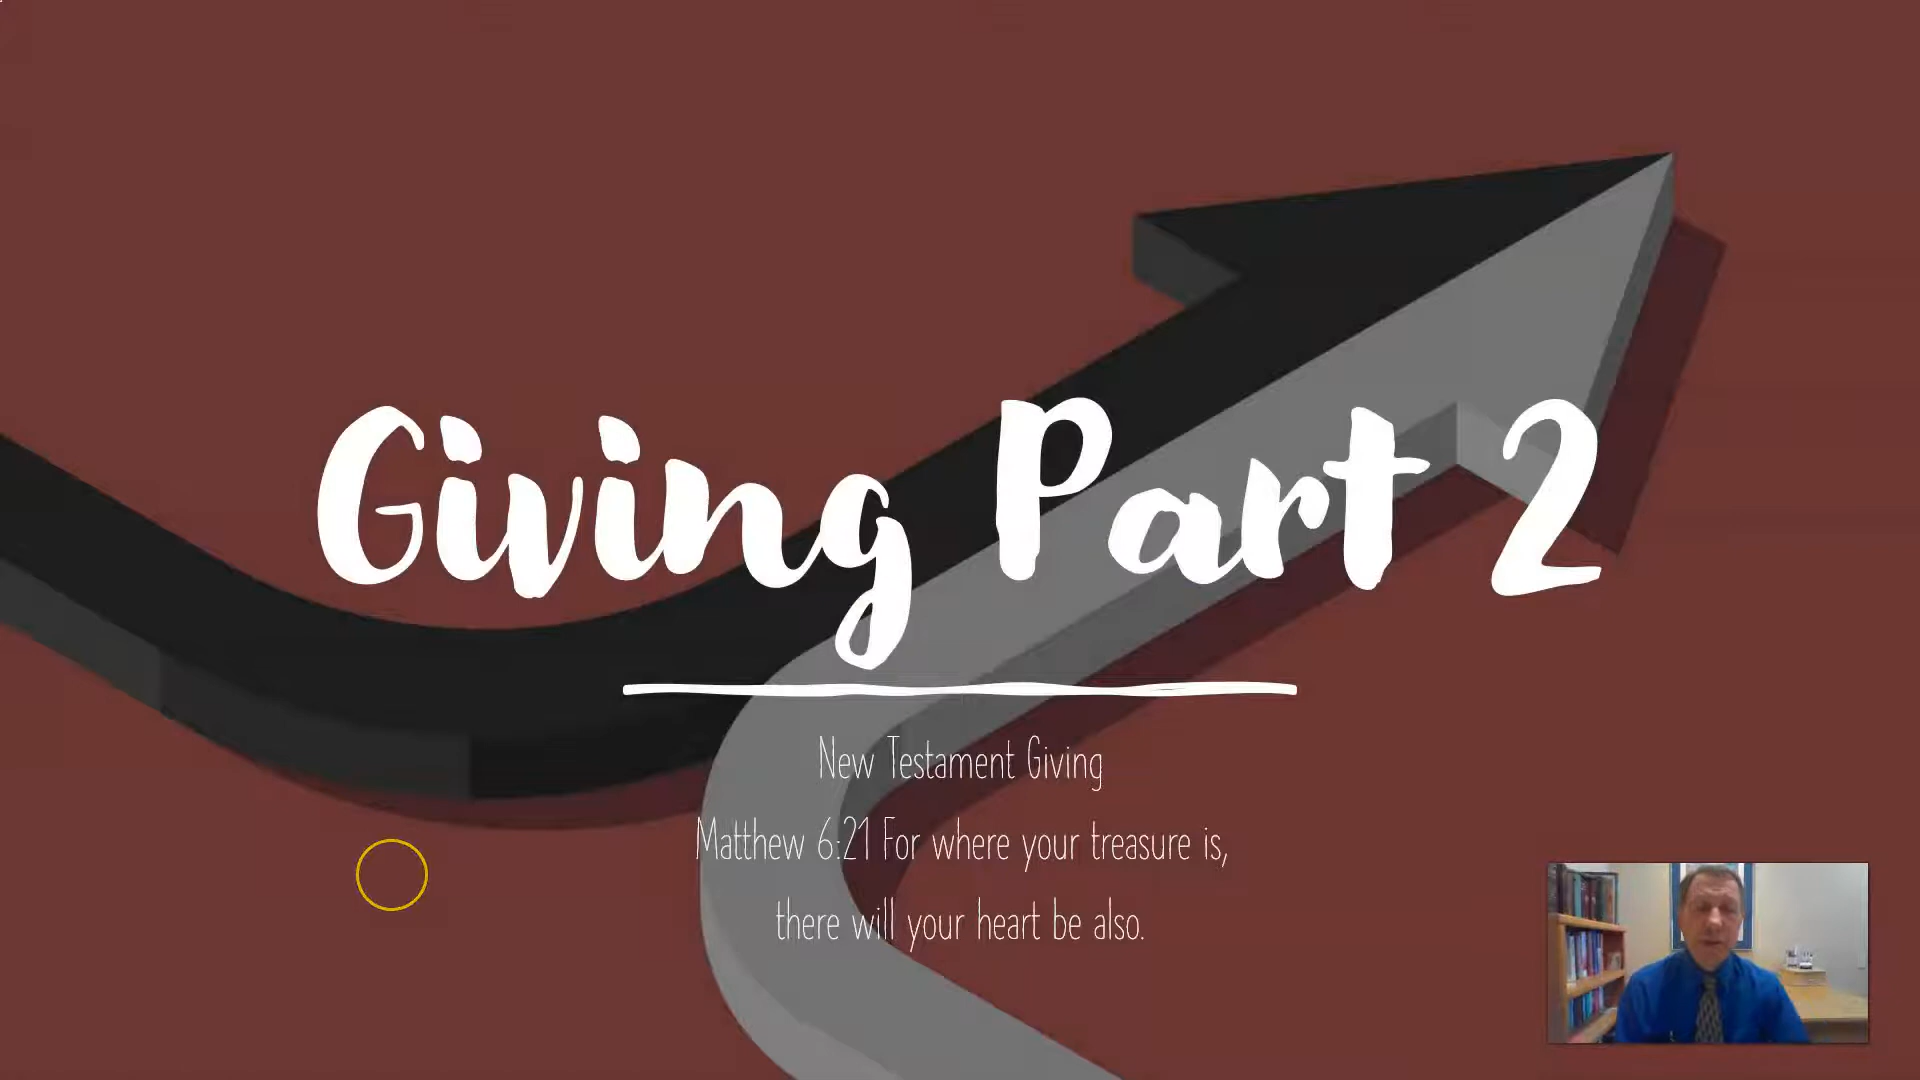 Giving Part 2
New Testament Giving
Matthew 6:21 For where your treasure is,
there will your heart be also.